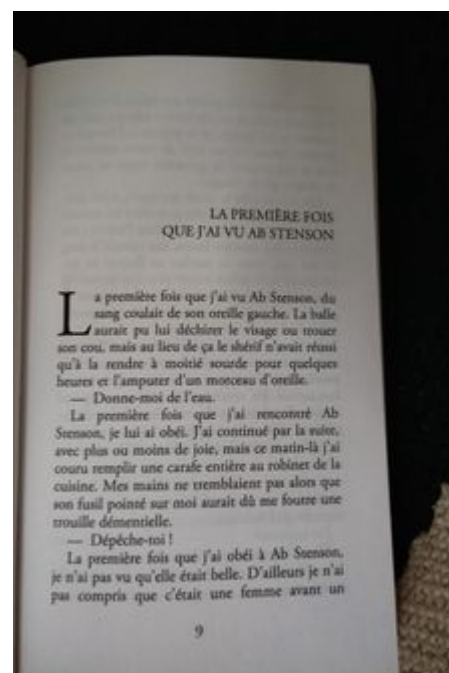 LA PREMIÈRE FOIS
QUE J'AI VU AB STENSON
La première fois que j'ai vu Ab Stenson, du
sang coulait de son oreille gauche. La balle
aurait pu lui déchirer le visage ou trouer
son cou, mais au lieu de ça le shérif n'avait réussi
qu'à la rendre à moitié sourde pour quelques
heures et l'amputer d'un morceau d'oreille.
— Donne-moi de l'eau.
La première fois que j'ai rencontré Ab
Stenson, je lui ai obéi. J'ai continué par la suite,
avec plus ou moins de joie, mais ce matin-là j'ai
couru remplir une carafe entière au robinet de la
cuisine. Mes mains ne tremblaient pas alors que
son fusil pointé sur moi aurait dû me foutre une
trouille démentielle.
— Dépêche-toi !
La première fois que j'ai obéi à Ab Stenson,
je n'ai pas vu qu'elle était belle. D'ailleurs je n'ai
pas compris que c'était une femme avant un
9